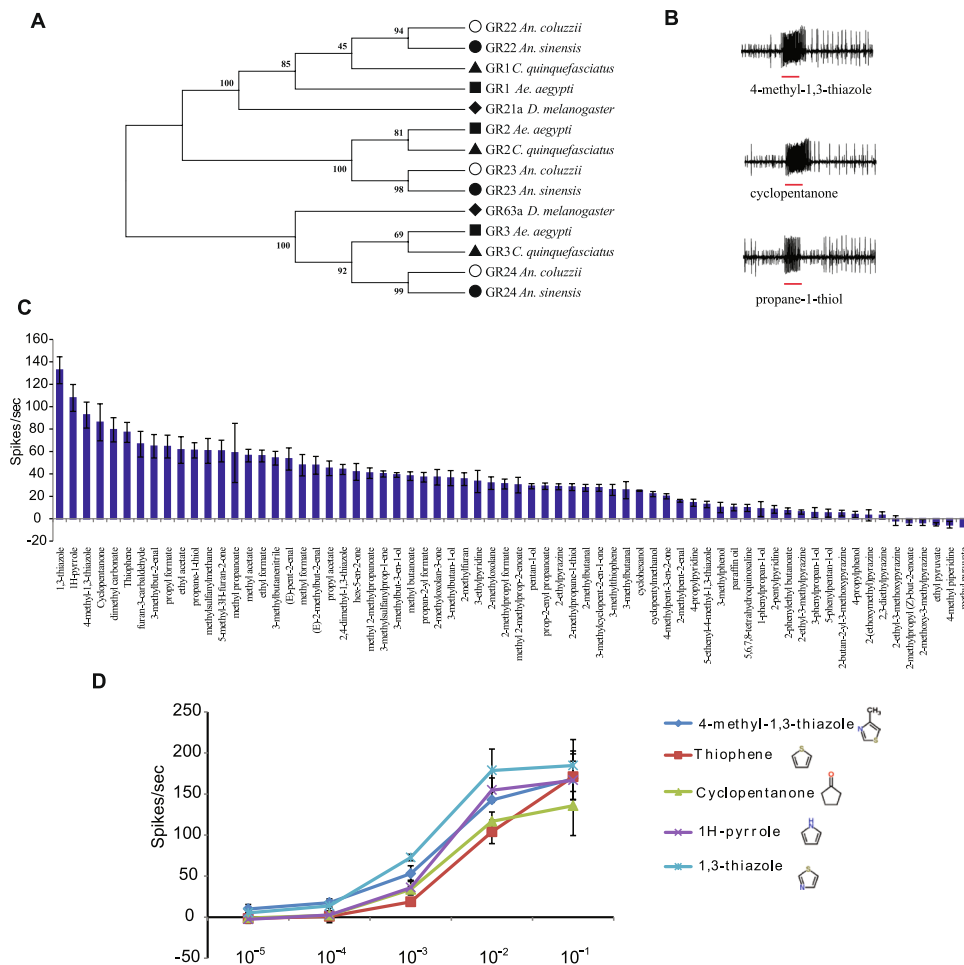 A
94
GR22 An. coluzzii
45
GR22 An. sinensis
85
GR1 C. quinquefasciatus
100
GR1 Ae. aegypti
GR21a D. melanogaster
81
GR2 Ae. aegypti
GR2 C. quinquefasciatus
100
GR23 An. coluzzii
98
GR23 An. sinensis
GR63a D. melanogaster
100
69
GR3 Ae. aegypti
GR3 C. quinquefasciatus
92
GR24 An. coluzzii
99
GR24 An. sinensis
B
4-methyl-1,3-thiazole
cyclopentanone
propane-1-thiol
C
Spikes/sec
160
140
120
100
80
60
40
20
0
-20
1,3-thiazole
1H-pyrrole
4-methyl-1,3-thiazole
Cyclopentanone
dimethyl carbonate
Thiophene
furan-3-carbaldehyde
3-methylbut-2-enal
propyl formate
ethyl acetate
propane-1-thiol
methylsulfinylmethane
5-methyl-3H-furan-2-one
methyl propanoate
methyl acetate
ethyl formate
3-methylbutanenitrile
(E)-pent-2-enal
methyl formate
(E)-2-methylbut-2-enal
propyl acetate
2,4-dimethyl-1,3-thiazole
hex-5-en-2-one
methyl 2-methylpropanoate
3-methylsulfanylprop-1-ene
3-methylbut-3-en-1-ol
methyl butanoate
propan-2-yl formate
2-methyloxolan-3-one
3-methylbutan-1-ol
2-methylfuran
3-ethylpyridine
2-methyloxolane
2-methylpropyl formate
methyl 2-methylprop-2-enoate
pentan-1-ol
prop-2-enyl propanoate
2-ethylpyrazine
2-methylpropane-1-thiol
2-methylbutanal
3-methylcyclopent-2-en-1-one
3-methylthiophene
3-methylbutanal
cyclohexanol
cyclopentylmethanol
4-methylpent-3-en-2-one
2-methylpent-2-enal
4-propylpyridine
5-ethenyl-4-methyl-1,3-thiazole
3-methylphenol
paraffin oil
5,6,7,8-tetrahydroquinoxaline
1-phenylpropan-1-ol
2-pentylpyridine
2-phenylethyl butanoate
2-ethyl-3-methylpyrazine
3-phenylpropan-1-ol
5-phenylpentan-1-ol
2-butan-2-yl-3-methoxypyrazine
4-propylphenol
2-(ethoxymethyl)pyrazine
2,3-diethylpyrazine
2-ethyl-3-methoxypyrazine
2-methylpropyl (Z)-but-2-enoate
2-methoxy-3-methylpyrazine
ethyl pyruvate
4-methyl piperidine
D
Spikes/sec
250
200
150
100
50
0
-50
10-5
10-4
10-3
10-2
10-1
4-methyl-1,3-thiazole
CH3
N
S
Thiophene
S
Cyclopentanone
O
1H-pyrrole
H
N
1,3-thiazole
S
N